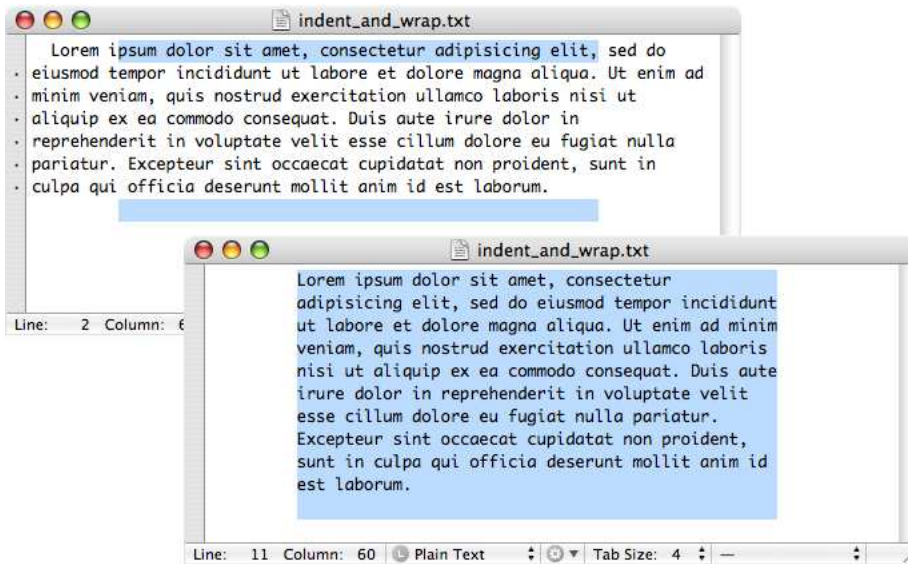 indent_and_wrap.txt
Lorem ipsum dolor sit amet, consectetur adipisicing elit, sed do
eiusmod tempor incididunt ut labore et dolore magna aliqua. Ut enim ad
minim veniam, quis nostrud exercitation ullamco laboris nisi ut
aliquip ex ea commodo consequat. Duis aute irure dolor in
reprehenderit in voluptate velit esse cillum dolore eu fugiat nulla
pariatur. Excepteur sint occaecat cupidatat non proident, sunt in
culpa qui officia deserunt mollit anim id est laborum.
Line: 2 Column:
indent_and_wrap.txt
Lorem ipsum dolor sit amet, consectetur
adipisicing elit, sed do eiusmod tempor incididunt
ut labore et dolore magna aliqua. Ut enim ad minim
veniam, quis nostrud exercitation ullamco laboris
nisi ut aliquip ex ea commodo consequat. Duis aute
irure dolor in reprehenderit in voluptate velit
esse cillum dolore eu fugiat nulla pariatur.
Excepteur sint occaecat cupidatat non proident,
sunt in culpa qui officia deserunt mollit anim id
est laborum.
Line: 11 Column: 60 L Plain Text Tab Size: 4 —